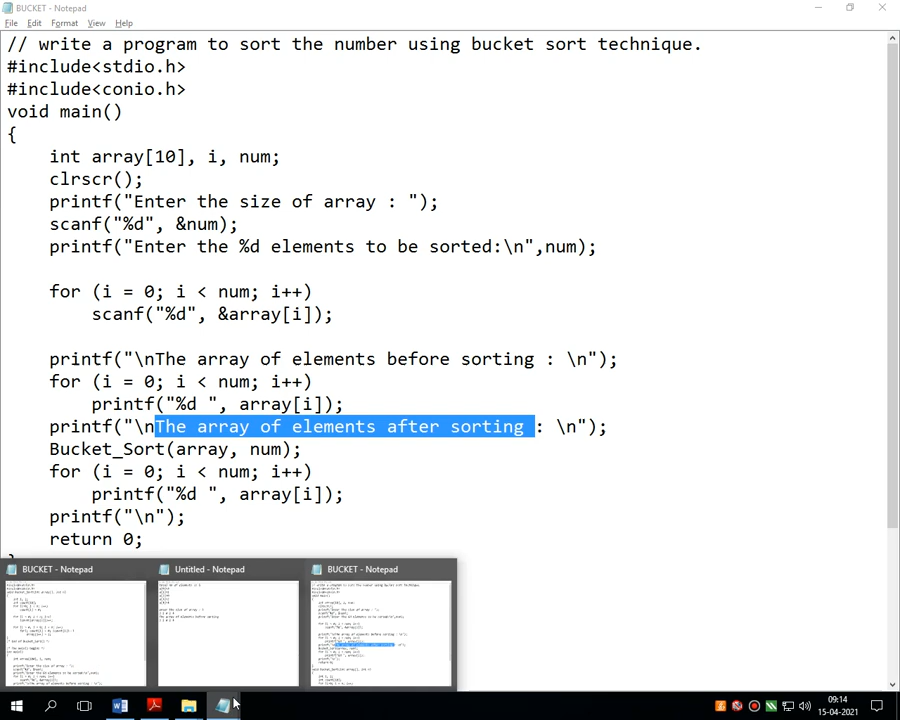 BUCKET - Notepad
File Edit Format View Help
// write a program to sort the number using bucket sort technique.
#include<stdio.h>
#include<conio.h>
void main()
{
    int array[10], i, num;
    clrscr();
    printf("Enter the size of array : ");
    scanf("%d", &num);
    printf("Enter the %d elements to be sorted:\n",num);
    for (i = 0; i < num; i++)
        scanf("%d", &array[i]);
    printf("\nThe array of elements before sorting : \n");
    for (i = 0; i < num; i++)
        printf("%d ", array[i]);
    printf("\nThe array of elements after sorting : \n");
    Bucket_Sort(array, num);
    for (i = 0; i < num; i++)
        printf("%d ", array[i]);
    printf("\n");
    return 0;
BUCKET - Notepad Untitled - Notepad BUCKET - Notepad
09:14
15-04-2021